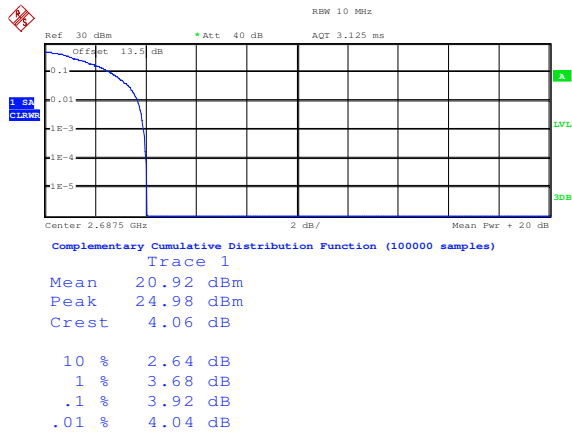 RBW 10 MHz
Ref 30 dBm * Att 40 dB AQT 3.125 ms
Offset 13.5 dB
0.1
A
0.01
1 SA
CLRWR
LVL
1E-3
1E-4
1E-5
3DB
Center 2.6875 GHz 2 dB/ Mean Pwr + 20 dB
Complementary Cumulative Distribution Function (100000 samples)
Trace 1
Mean 20.92 dBm
Peak 24.98 dBm
Crest 4.06 dB
10 % 2.64 dB
1 % 3.68 dB
.1 % 3.92 dB
.01 % 4.04 dB